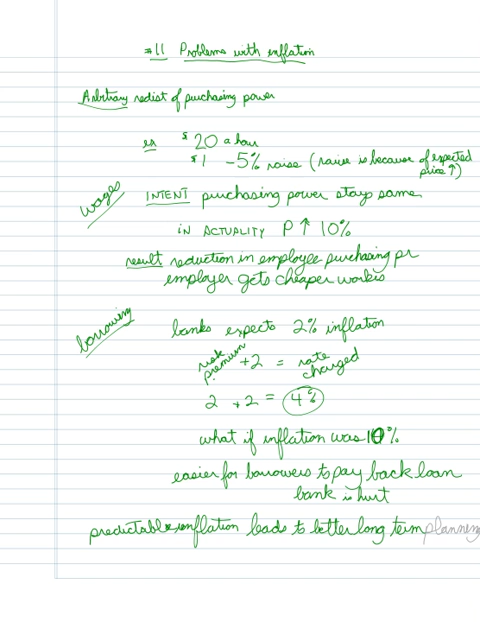 #11 Problems with inflation
Arbitrary redist of purchasing power
ex $20 a hour
$1 -5% raise (raise is because of expected price ↑)
wages
INTENT purchasing power stays same
IN ACTUALITY P ↑ 10%
result reduction in employee purchasing pr
employer gets cheaper workers
borrowing
banks expects 2% inflation
risk premium +2 = rate charged
2 +2 = 4%
what if inflation was 10%
easier for borrowers to pay back loan
bank is hurt
predictable inflation leads to better long term planning